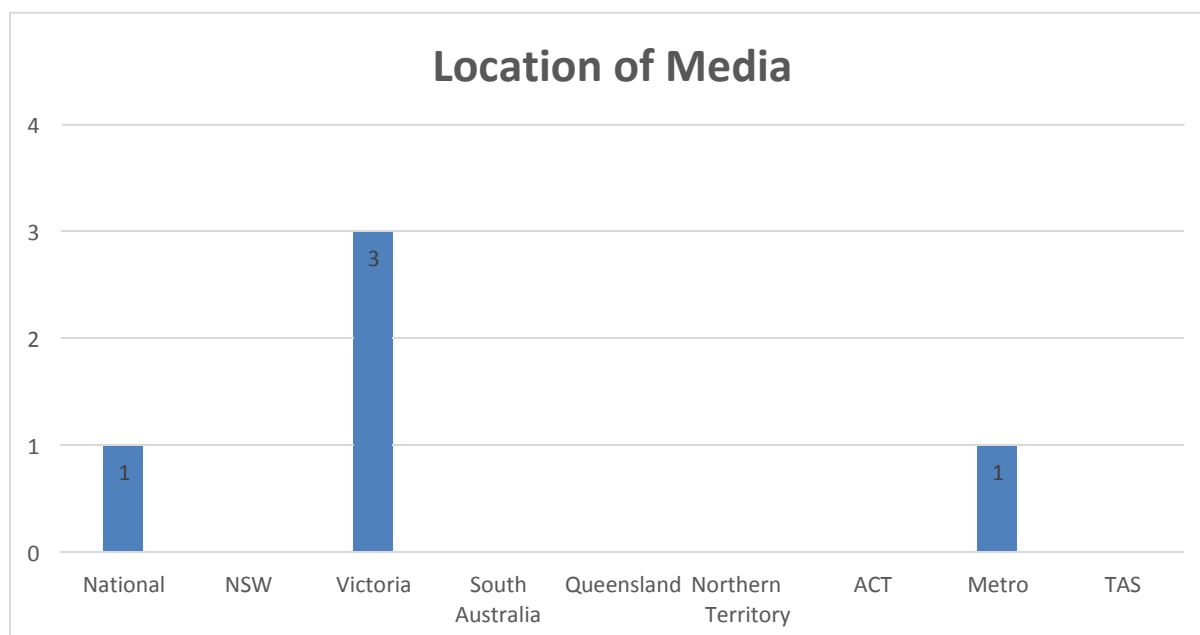 Location of Media
4
3
2
1
0
3
1
1
National NSW Victoria South Queensland Northern ACT Metro TAS
Australia Territory